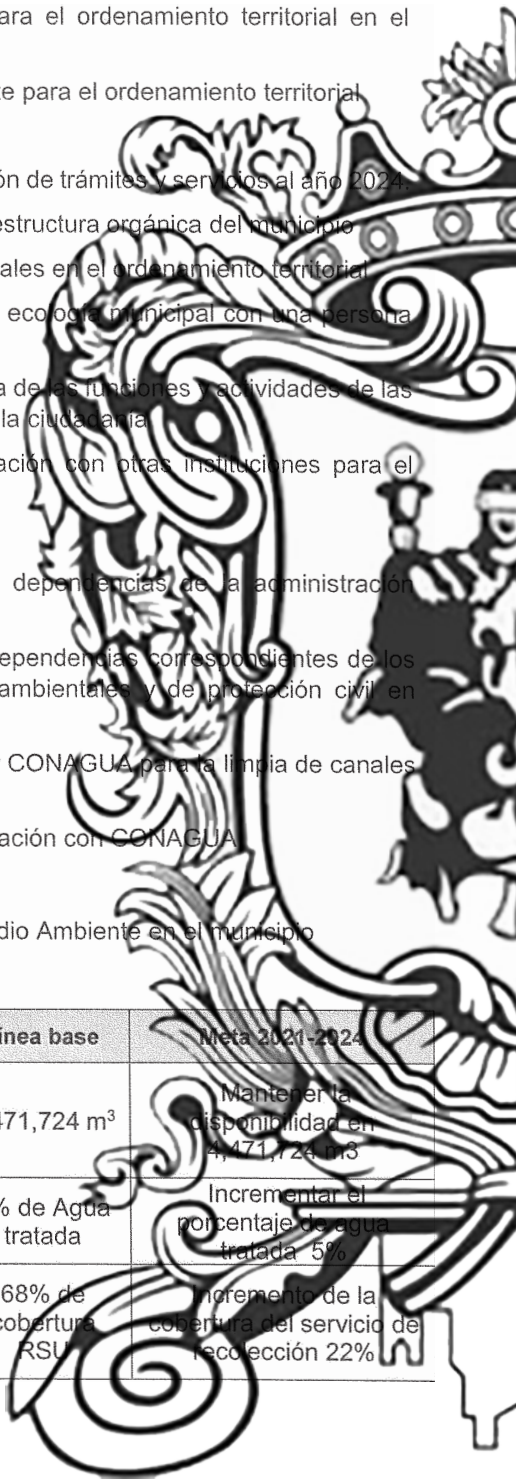 ara el ordenamiento territorial en el
te para el ordenamiento territorial
ón de trámites y servicios al año 2024.
estructura orgánica del municipio
ales en el ordenamiento territorial
ecología municipal con una persona
a de las funciones y actividades de las
la ciudadanía
ación con otras instituciones para el
dependencias de la administración
ependencias correspondientes de los
ambientales y de protección civil en
CONAGUA para la limpia de canales
ación con CONAGUA
dio Ambiente en el municipio
ínea base Meta 2021-2024
471,724 m³ Mantener la
disponibilidad en
4,471,724 m3
% de Agua
tratada Incrementar el
porcentaje de agua
tratada 5%
68% de
cobertura
RSU Incremento de la
cobertura del servicio de
recolección 22%